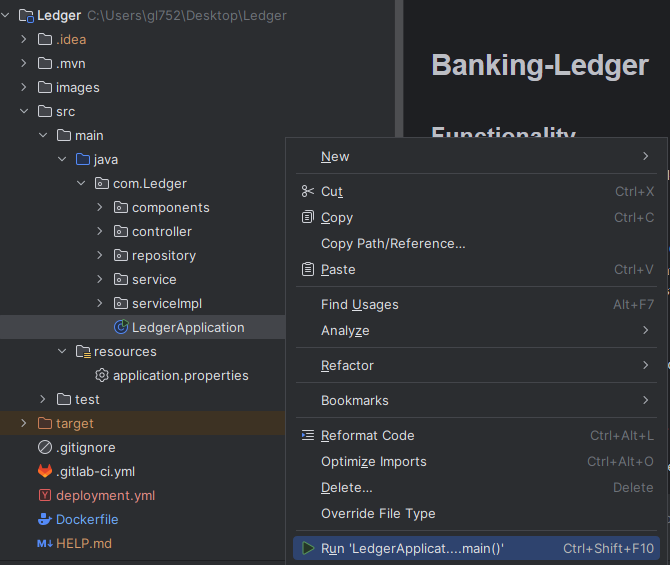 Ledger C:\Users\gl752\Desktop\Ledger
.idea
.mvn
images
src
main
java
com.Ledger
components
controller
repository
service
serviceImpl
LedgerApplication
resources
application.properties
test
target
.gitignore
.gitlab-ci.yml
deployment.yml
Dockerfile
HELP.md
Banking-Ledger
Functionality
New
Cut Ctrl+X
Copy Ctrl+C
Copy Path/Reference...
Paste Ctrl+V
Find Usages Alt+F7
Analyze
Refactor
Bookmarks
Reformat Code Ctrl+Alt+L
Optimize Imports Ctrl+Alt+O
Delete... Delete
Override File Type
Run 'LedgerApplicat....main()' Ctrl+Shift+F10